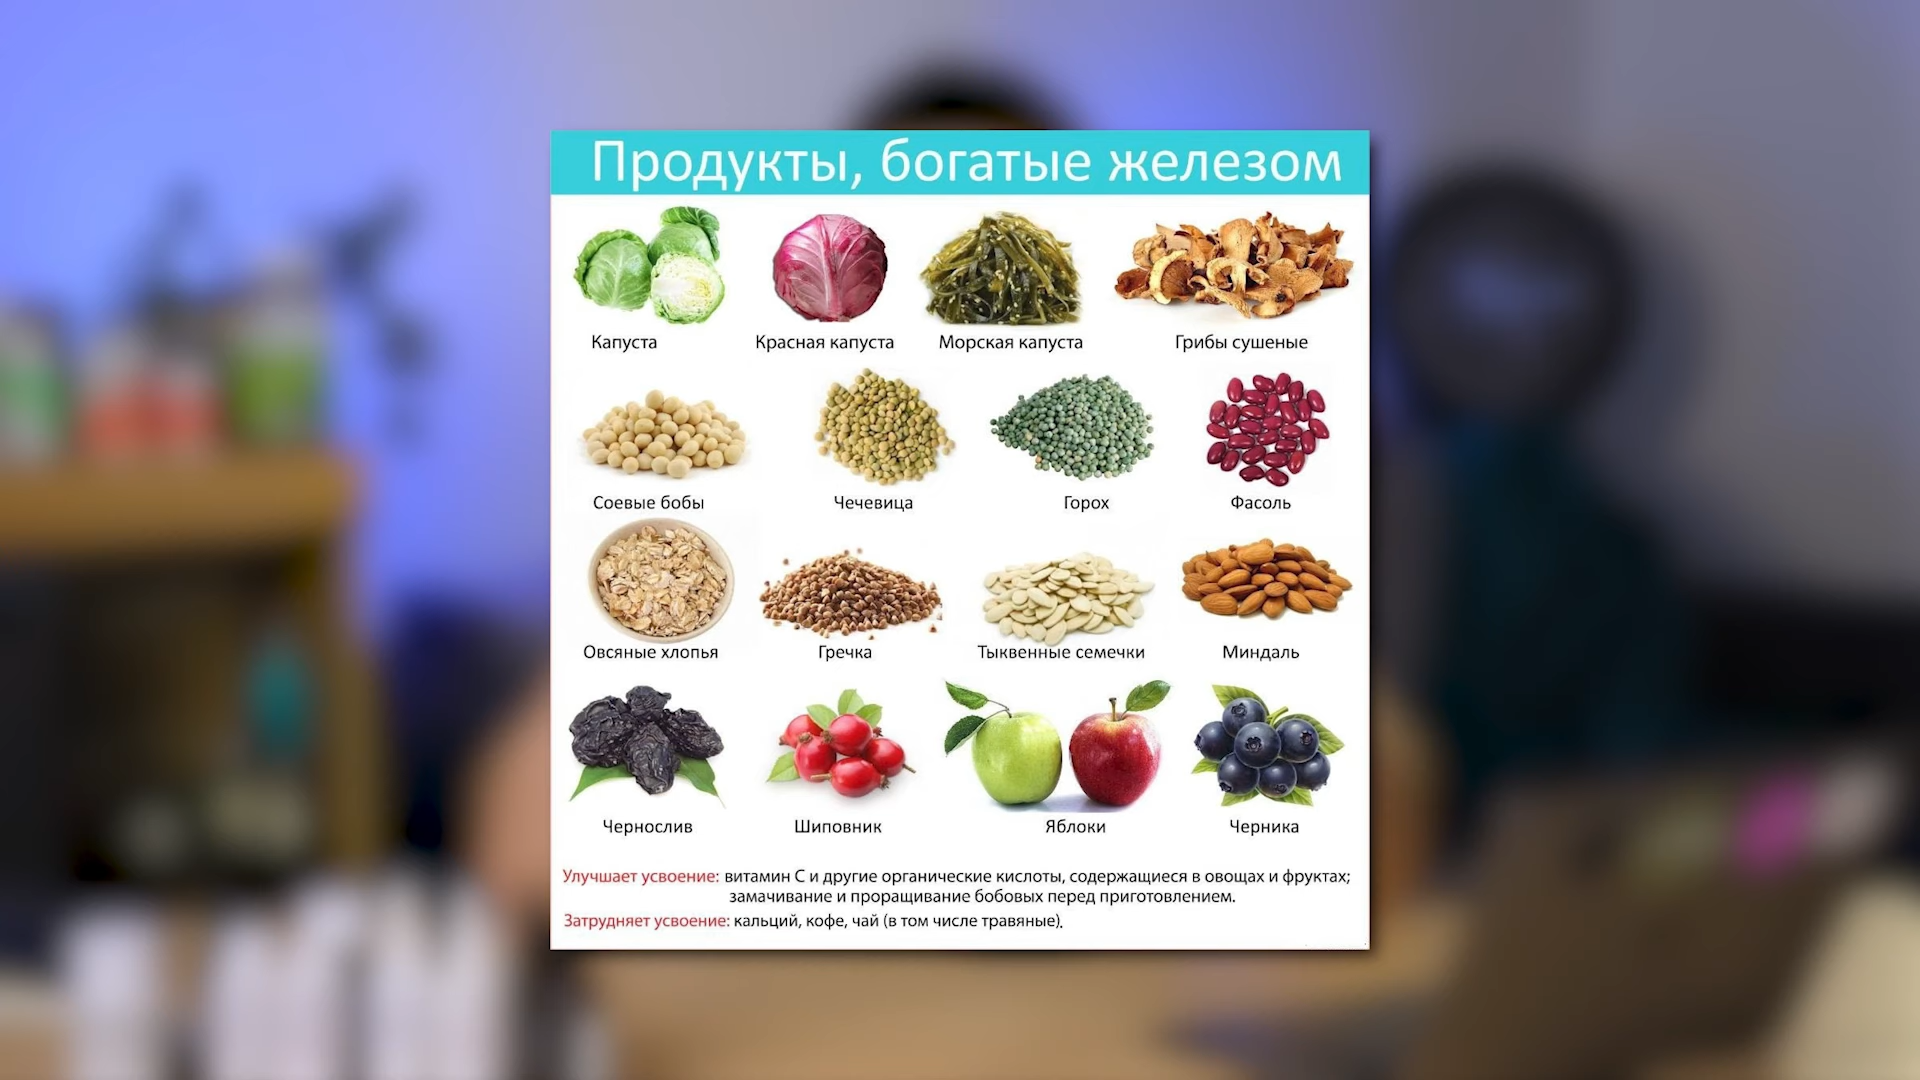 Продукты, богатые железом
Капуста
Красная капуста
Морская капуста
Грибы сушеные
Соевые бобы
Чечевица
Горох
Фасоль
Овсяные хлопья
Гречка
Тыквенные семечки
Миндаль
Чернослив
Шиповник
Яблоки
Черника
Улучшает усвоение: витамин С и другие органические кислоты, содержащиеся в овощах и фруктах;
замачивание и проращивание бобовых перед приготовлением.
Затрудняет усвоение: кальций, кофе, чай (в том числе травяные).